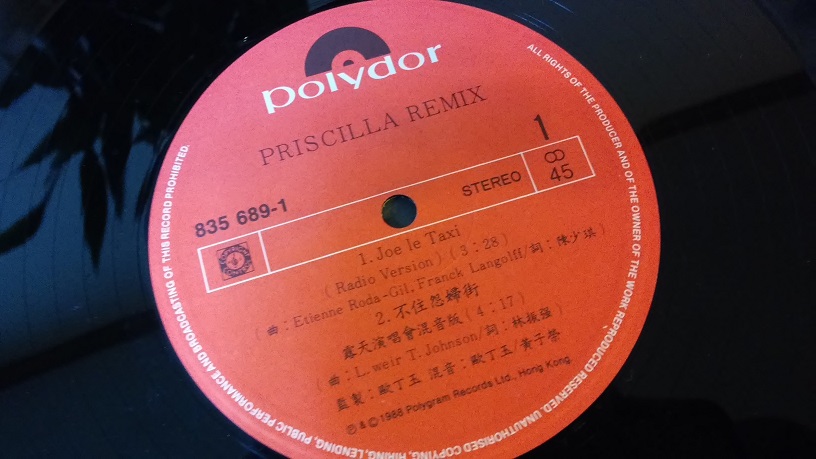 polydor
PRISCILLA REMIX
1
835 689-1
STEREO
45
1. Joe le Taxi
(Radio Version) (3:28)
(曲:Etienne Roda-Gil, Franck Langolff/詞:陳少琪)
2. 不住怨婦街
露天演唱會混音版(4:17)
(曲:L. weir T. Johnson/詞:林振強)
監製:歐丁玉 混音:歐丁玉/黃子榮
Ⓟ & © 1988 Polygram Records Ltd., Hong Kong
ALL RIGHTS OF THE PRODUCER AND OF THE OWNER OF THE WORK REPRODUCED RESERVED. UNAUTHORISED COPYING, HIRING, LENDING, PUBLIC PERFORMANCE AND BROADCASTING OF THIS RECORD PROHIBITED.